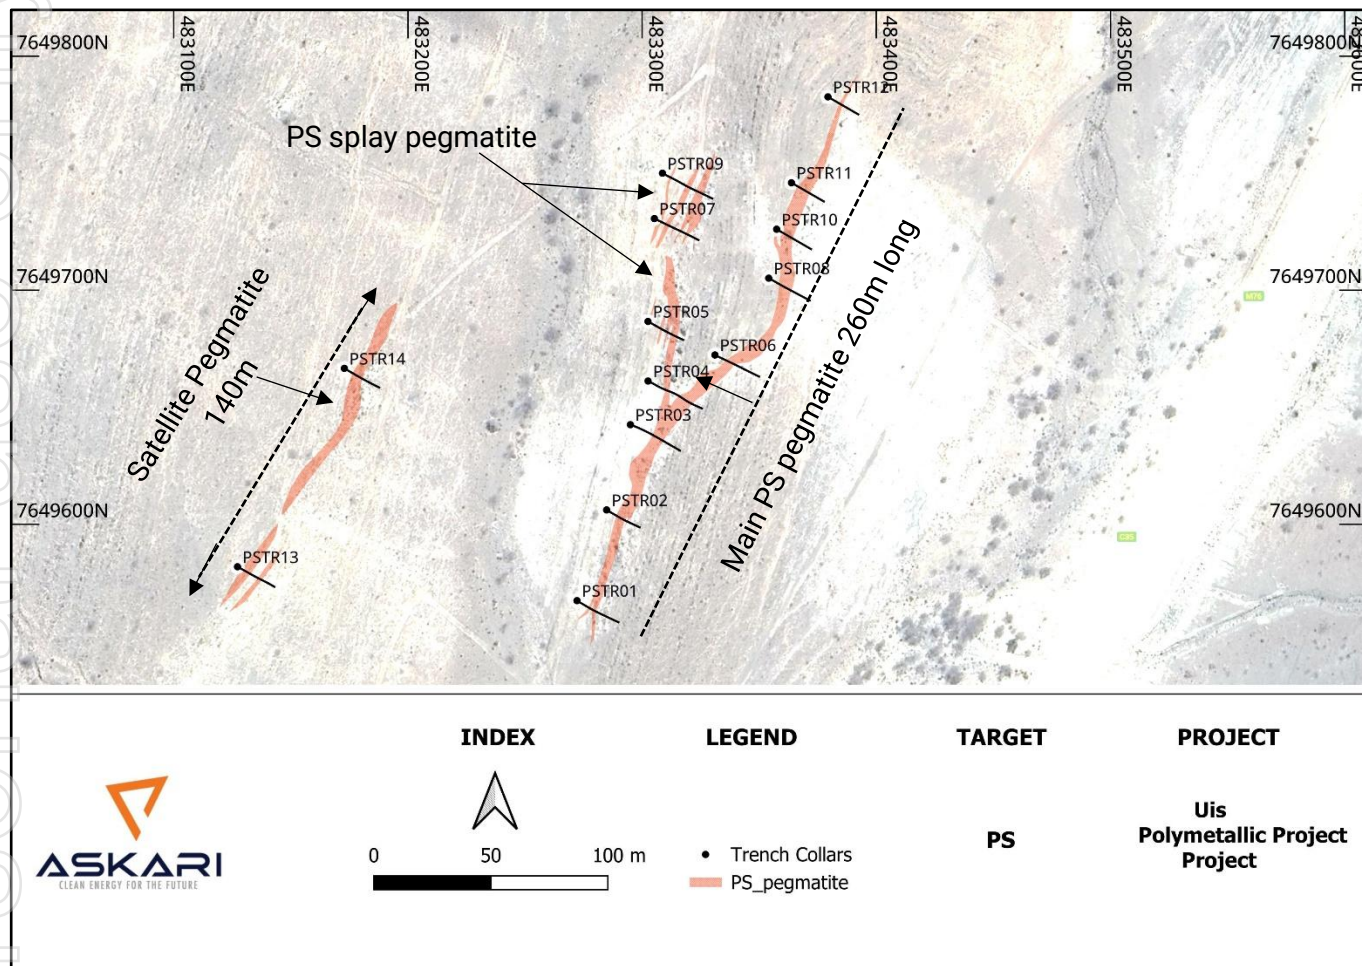 483100E
483200E
483300E
483400E
483500E
7649800N
7649800N
PSTR12
PS splay pegmatite
PSTR09
PSTR11
PSTR07
PSTR10
7649700N
PSTR08
7649700N
M76
PSTR05
Satellite Pegmatite
140m
PSTR14
PSTR06
PSTR04
PSTR03
Main PS pegmatite 260m long
7649600N
PSTR02
7649600N
C35
PSTR13
PSTR01
INDEX
LEGEND
TARGET
PROJECT
ASKARI
CLEAN ENERGY FOR THE FUTURE
0 50 100 m
Trench Collars
PS_pegmatite
PS
Uis
Polymetallic Project
Project